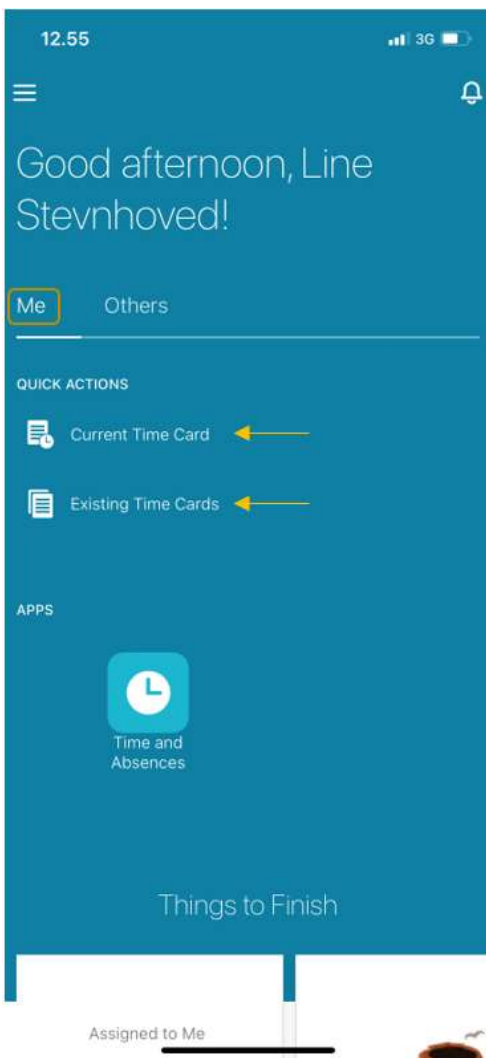 12.55
3G
Good afternoon, Line
Stevnhoved!
Me
Others
QUICK ACTIONS
Current Time Card
Existing Time Cards
APPS
Time and
Absences
Things to Finish
Assigned to Me